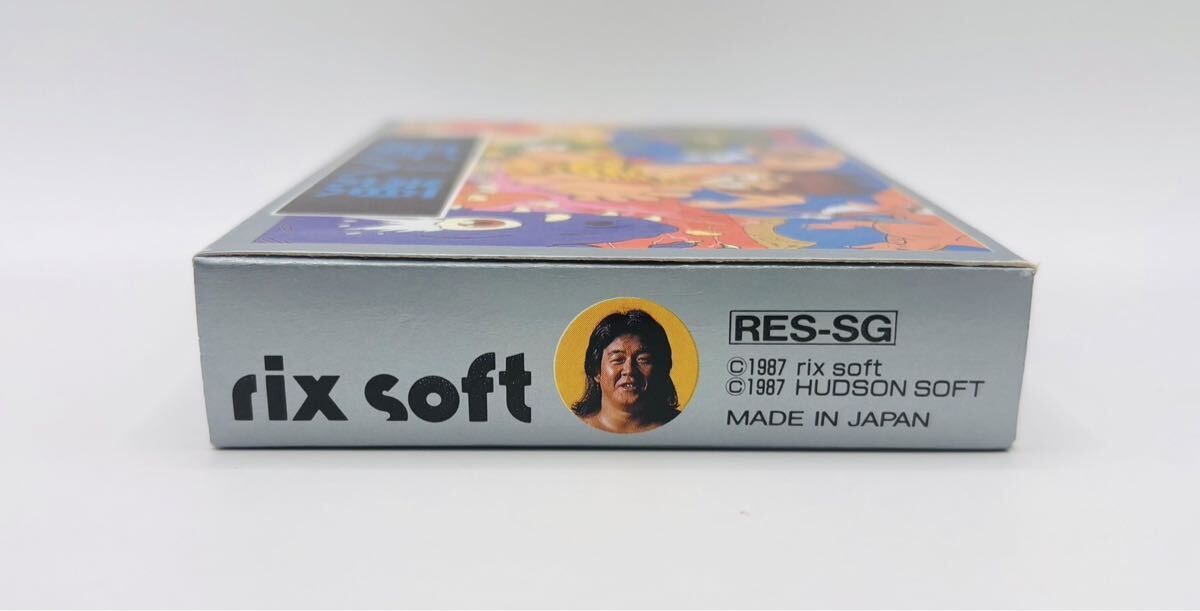 rix soft
RES-SG
©1987 rix soft
©1987 HUDSON SOFT
MADE IN JAPAN